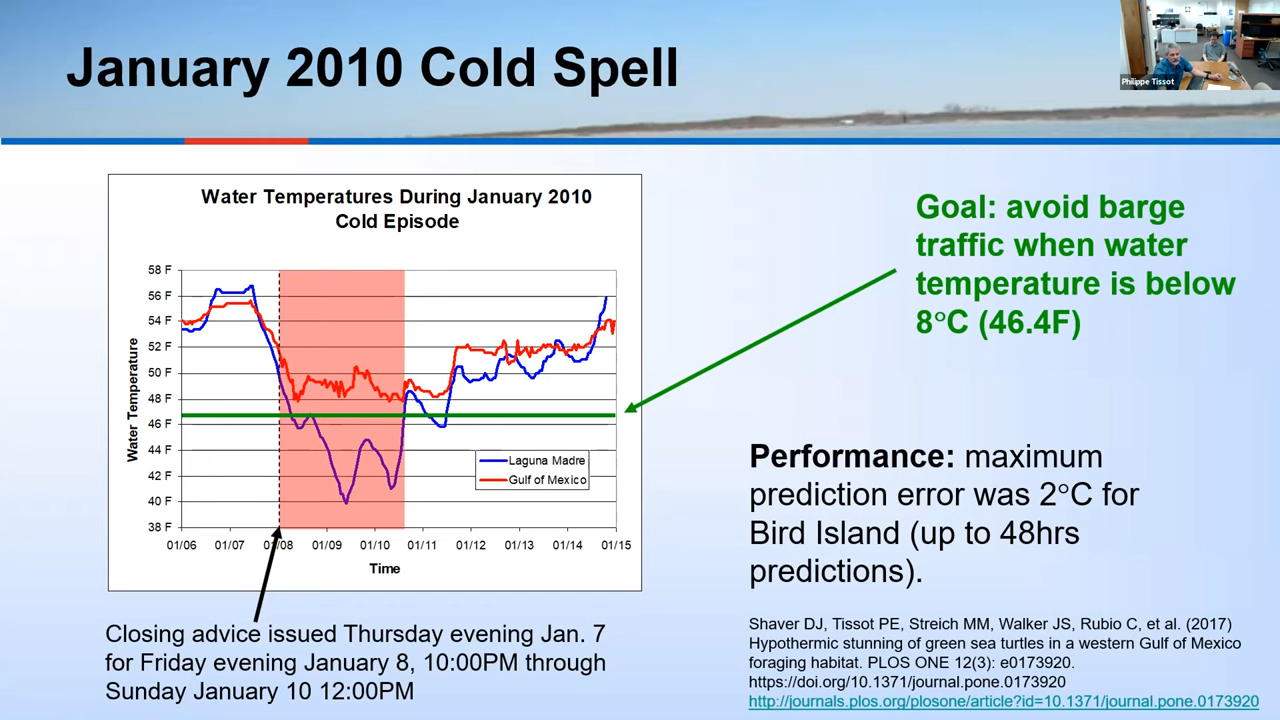 January 2010 Cold Spell
Philippe Tissot
Water Temperatures During January 2010
Cold Episode
58 F
56 F
54 F
52 F
50 F
48 F
46 F
44 F
42 F
40 F
38 F
Water Temperature
Laguna Madre
Gulf of Mexico
01/06 01/07 01/08 01/09 01/10 01/11 01/12 01/13 01/14 01/15
Time
Closing advice issued Thursday evening Jan. 7
for Friday evening January 8, 10:00PM through
Sunday January 10 12:00PM
Goal: avoid barge
traffic when water
temperature is below
8°C (46.4F)
Performance: maximum
prediction error was 2°C for
Bird Island (up to 48hrs
predictions).
Shaver DJ, Tissot PE, Streich MM, Walker JS, Rubio C, et al. (2017)
Hypothermic stunning of green sea turtles in a western Gulf of Mexico
foraging habitat. PLOS ONE 12(3): e0173920.
https://doi.org/10.1371/journal.pone.0173920
http://journals.plos.org/plosone/article?id=10.1371/journal.pone.0173920